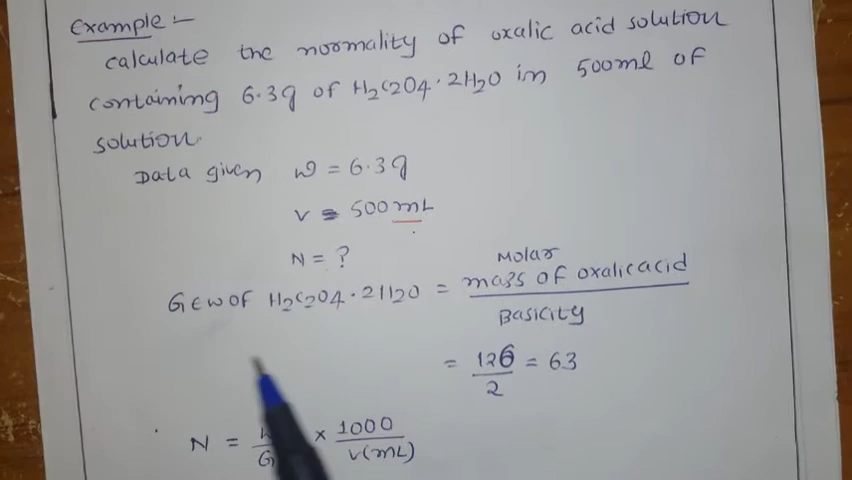 Example:-
calculate the normality of oxalic acid solution
containing 6.3g of H2C2O4.2H2O in 500ml of
solution.
Data given W = 6.3g
V = 500mL
N = ?
GEW of H2C2O4.2H2O = Molar mass of oxalic acid / Basicity
= 126/2 = 63
N = × 1000/V(mL)